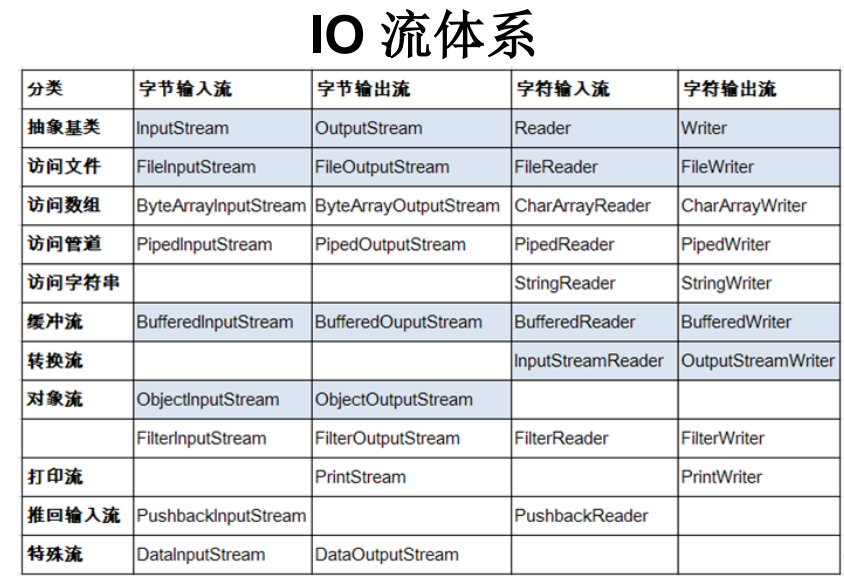 IO 流体系
分类 字节输入流 字节输出流 字符输入流 字符输出流
抽象基类 InputStream OutputStream Reader Writer
访问文件 FileInputStream FileOutputStream FileReader FileWriter
访问数组 ByteArrayInputStream ByteArrayOutputStream CharArrayReader CharArrayWriter
访问管道 PipedInputStream PipedOutputStream PipedReader PipedWriter
访问字符串 StringReader StringWriter
缓冲流 BufferedInputStream BufferedOuputStream BufferedReader BufferedWriter
转换流 InputStreamReader OutputStreamWriter
对象流 ObjectInputStream ObjectOutputStream
FilterInputStream FilterOutputStream FilterReader FilterWriter
打印流 PrintStream PrintWriter
推回输入流 PushbackInputStream PushbackReader
特殊流 DataInputStream DataOutputStream